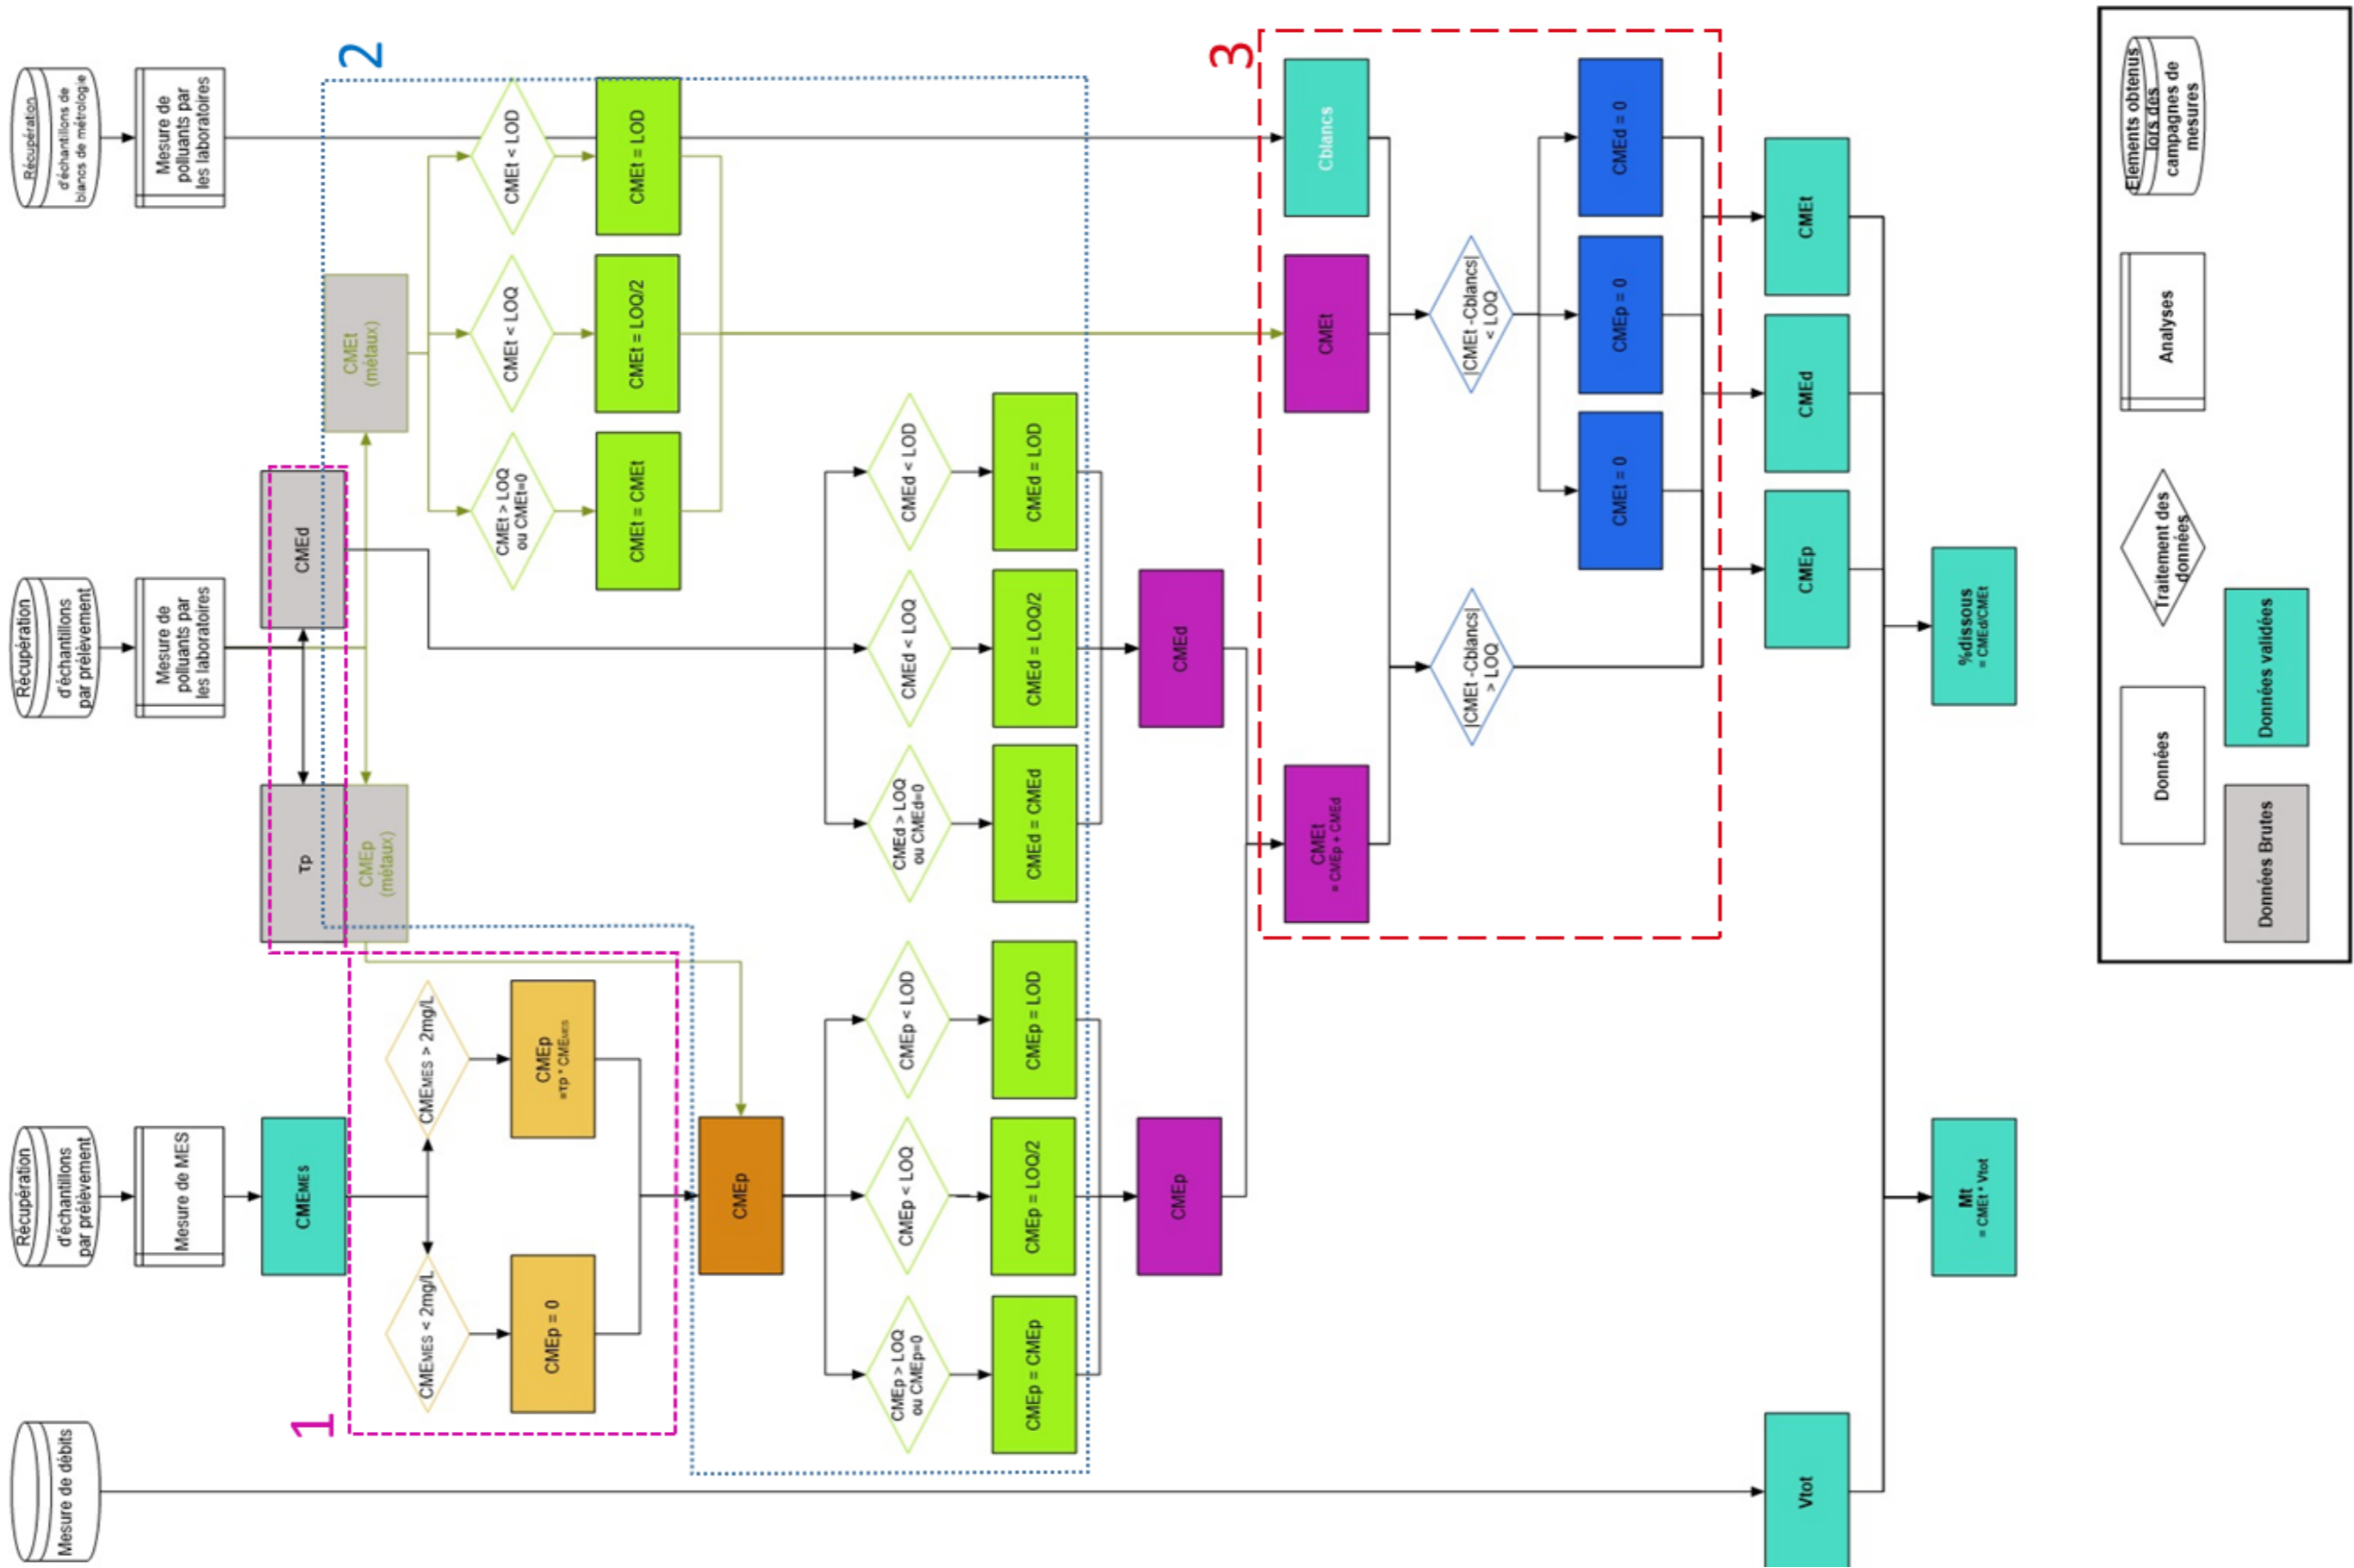 Mesure de débits
Récupération
d'échantillons
par prélèvement
Récupération
d'échantillons
par prélèvement
Récupération
d'échantillons de
blancs de métrologie
Mesure de MES
Mesure de
polluants par
les laboratoires
Mesure de
polluants par
les laboratoires
1
2
3
CMEMES
τp
CMEd
CMEp
(métaux)
CMEt
(métaux)
CMEMES < 2mg/L
CMEMES > 2mg/L
CMEp = 0
CMEp
=τp * CMEMES
CMEt > LOQ
ou CMEt=0
CMEt < LOQ
CMEt < LOD
CMEt = CMEt
CMEt = LOQ/2
CMEt = LOD
CMEp
CMEp > LOQ
ou CMEp=0
CMEp < LOQ
CMEp < LOD
CMEd > LOQ
ou CMEd=0
CMEd < LOQ
CMEd < LOD
CMEp = CMEp
CMEp = LOQ/2
CMEp = LOD
CMEd = CMEd
CMEd = LOQ/2
CMEd = LOD
CMEp
CMEd
CMEt
= CMEp + CMEd
CMEt
Cblancs
|CMEt -Cblancs|
> LOQ
|CMEt -Cblancs|
< LOQ
CMEt = 0
CMEp = 0
CMEd = 0
Vtot
CMEp
CMEd
CMEt
Mt
= CMEt * Vtot
%dissous
= CMEd/CMEt
Données
Traitement des
données
Analyses
Elements obtenus
lors des
campagnes de
mesures
Données Brutes
Données validées